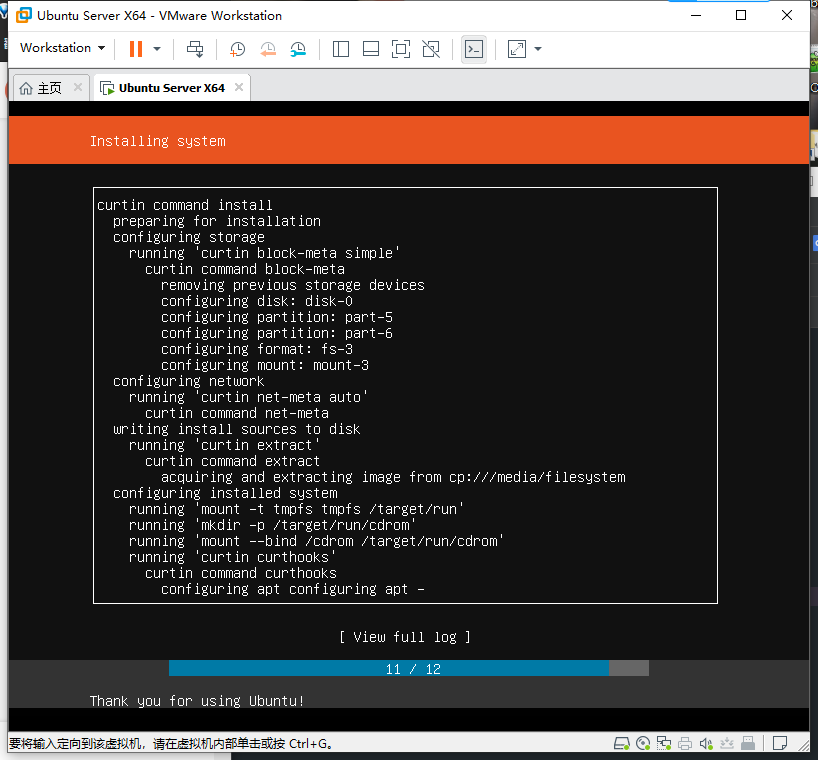 Ubuntu Server X64 - VMware Workstation
Workstation
主页
Ubuntu Server X64
Installing system
curtin command install
preparing for installation
configuring storage
running 'curtin block-meta simple'
curtin command block-meta
removing previous storage devices
configuring disk: disk-0
configuring partition: part-5
configuring partition: part-6
configuring format: fs-3
configuring mount: mount-3
configuring network
running 'curtin net-meta auto'
curtin command net-meta
writing install sources to disk
running 'curtin extract'
curtin command extract
acquiring and extracting image from cp:///media/filesystem
configuring installed system
running 'mount -t tmpfs tmpfs /target/run'
running 'mkdir -p /target/run/cdrom'
running 'mount --bind /cdrom /target/run/cdrom'
running 'curtin curthooks'
curtin command curthooks
configuring apt configuring apt -
[ View full log ]
11 / 12
Thank you for using Ubuntu!
要将输入定向到该虚拟机，请在虚拟机内部单击或按 Ctrl+G。